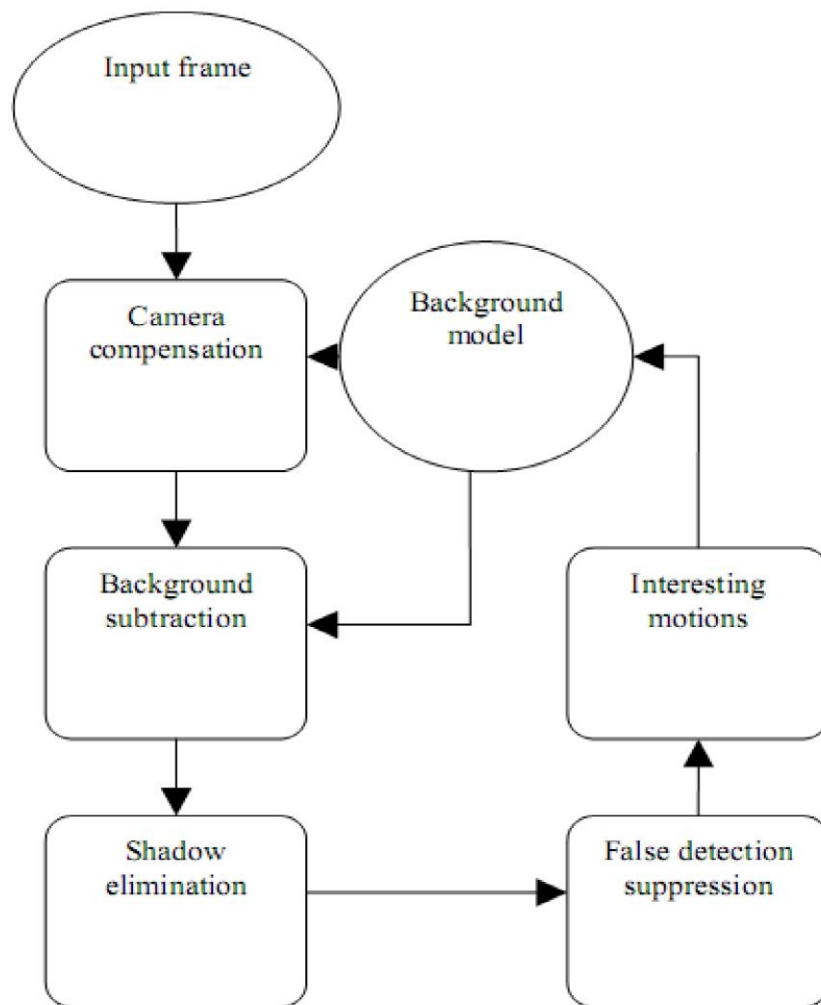 Input frame
Camera
compensation
Background
model
Background
subtraction
Interesting
motions
Shadow
elimination
False detection
suppression